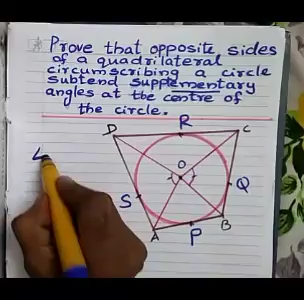 Prove that opposite sides
of a quadrilateral
circumscribing a circle
subtend supplementary
angles at the centre of
the circle.
R
D
C
O
S
Q
B
A
P
∠